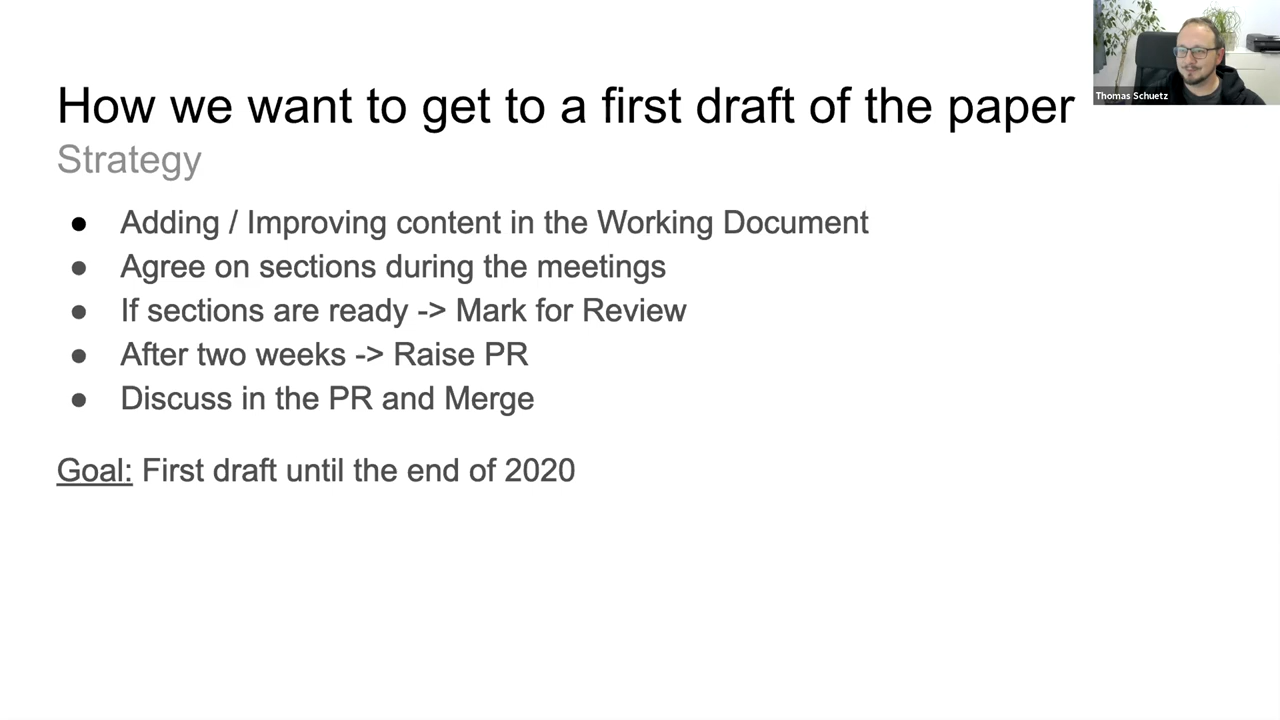 How we want to get to a first draft of the paper
Thomas Schuetz
Strategy
● Adding / Improving content in the Working Document
● Agree on sections during the meetings
● If sections are ready -> Mark for Review
● After two weeks -> Raise PR
● Discuss in the PR and Merge
Goal: First draft until the end of 2020